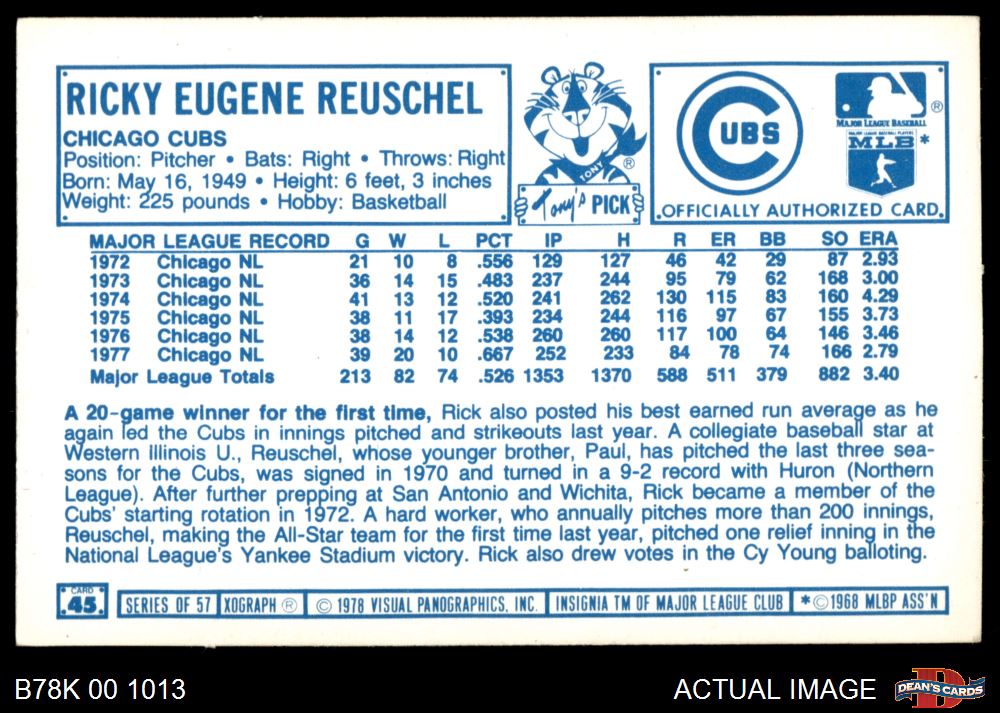 RICKY EUGENE REUSCHEL
CHICAGO CUBS
Position: Pitcher • Bats: Right • Throws: Right
Born: May 16, 1949 • Height: 6 feet, 3 inches
Weight: 225 pounds • Hobby: Basketball
TONY
®
Tony's PICK
CUBS
®
MAJOR LEAGUE BASEBALL
MAJOR LEAGUE BASEBALL PLAYERS
MLB *
OFFICIALLY AUTHORIZED CARD
MAJOR LEAGUE RECORD G W L PCT IP H R ER BB SO ERA
1972 Chicago NL 21 10 8 .556 129 127 46 42 29 87 2.93
1973 Chicago NL 36 14 15 .483 237 244 95 79 62 168 3.00
1974 Chicago NL 41 13 12 .520 241 262 130 115 83 160 4.29
1975 Chicago NL 38 11 17 .393 234 244 116 97 67 155 3.73
1976 Chicago NL 38 14 12 .538 260 260 117 100 64 146 3.46
1977 Chicago NL 39 20 10 .667 252 233 84 78 74 166 2.79
Major League Totals 213 82 74 .526 1353 1370 588 511 379 882 3.40
A 20-game winner for the first time, Rick also posted his best earned run average as he
again led the Cubs in innings pitched and strikeouts last year. A collegiate baseball star at
Western Illinois U., Reuschel, whose younger brother, Paul, has pitched the last three sea-
sons for the Cubs, was signed in 1970 and turned in a 9-2 record with Huron (Northern
League). After further prepping at San Antonio and Wichita, Rick became a member of the
Cubs' starting rotation in 1972. A hard worker, who annually pitches more than 200 innings,
Reuschel, making the All-Star team for the first time last year, pitched one relief inning in the
National League's Yankee Stadium victory. Rick also drew votes in the Cy Young balloting.
CARD
45
SERIES OF 57 XOGRAPH ® © 1978 VISUAL PANOGRAPHICS, INC. INSIGNIA TM OF MAJOR LEAGUE CLUB *©1968 MLBP ASS'N
B78K 00 1013
ACTUAL IMAGE
D
DEAN'S CARDS